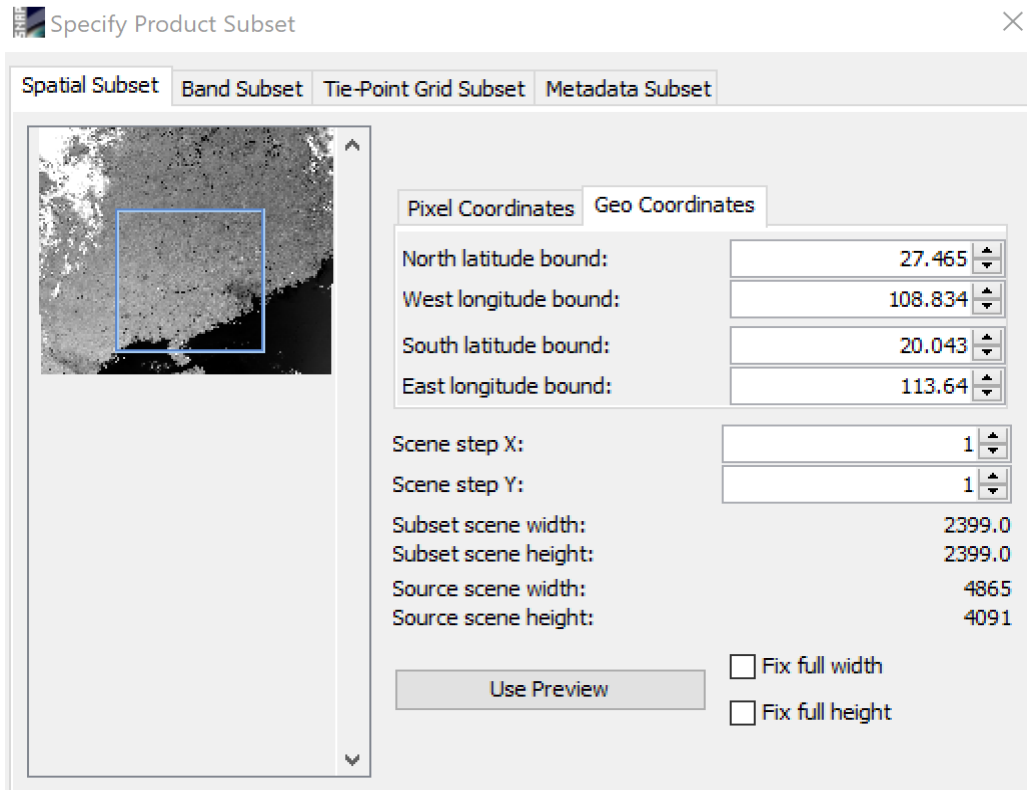 SNAP
Specify Product Subset
Spatial Subset Band Subset Tie-Point Grid Subset Metadata Subset
Pixel Coordinates Geo Coordinates
North latitude bound: 27.465
West longitude bound: 108.834
South latitude bound: 20.043
East longitude bound: 113.64
Scene step X: 1
Scene step Y: 1
Subset scene width: 2399.0
Subset scene height: 2399.0
Source scene width: 4865
Source scene height: 4091
Use Preview
Fix full width
Fix full height